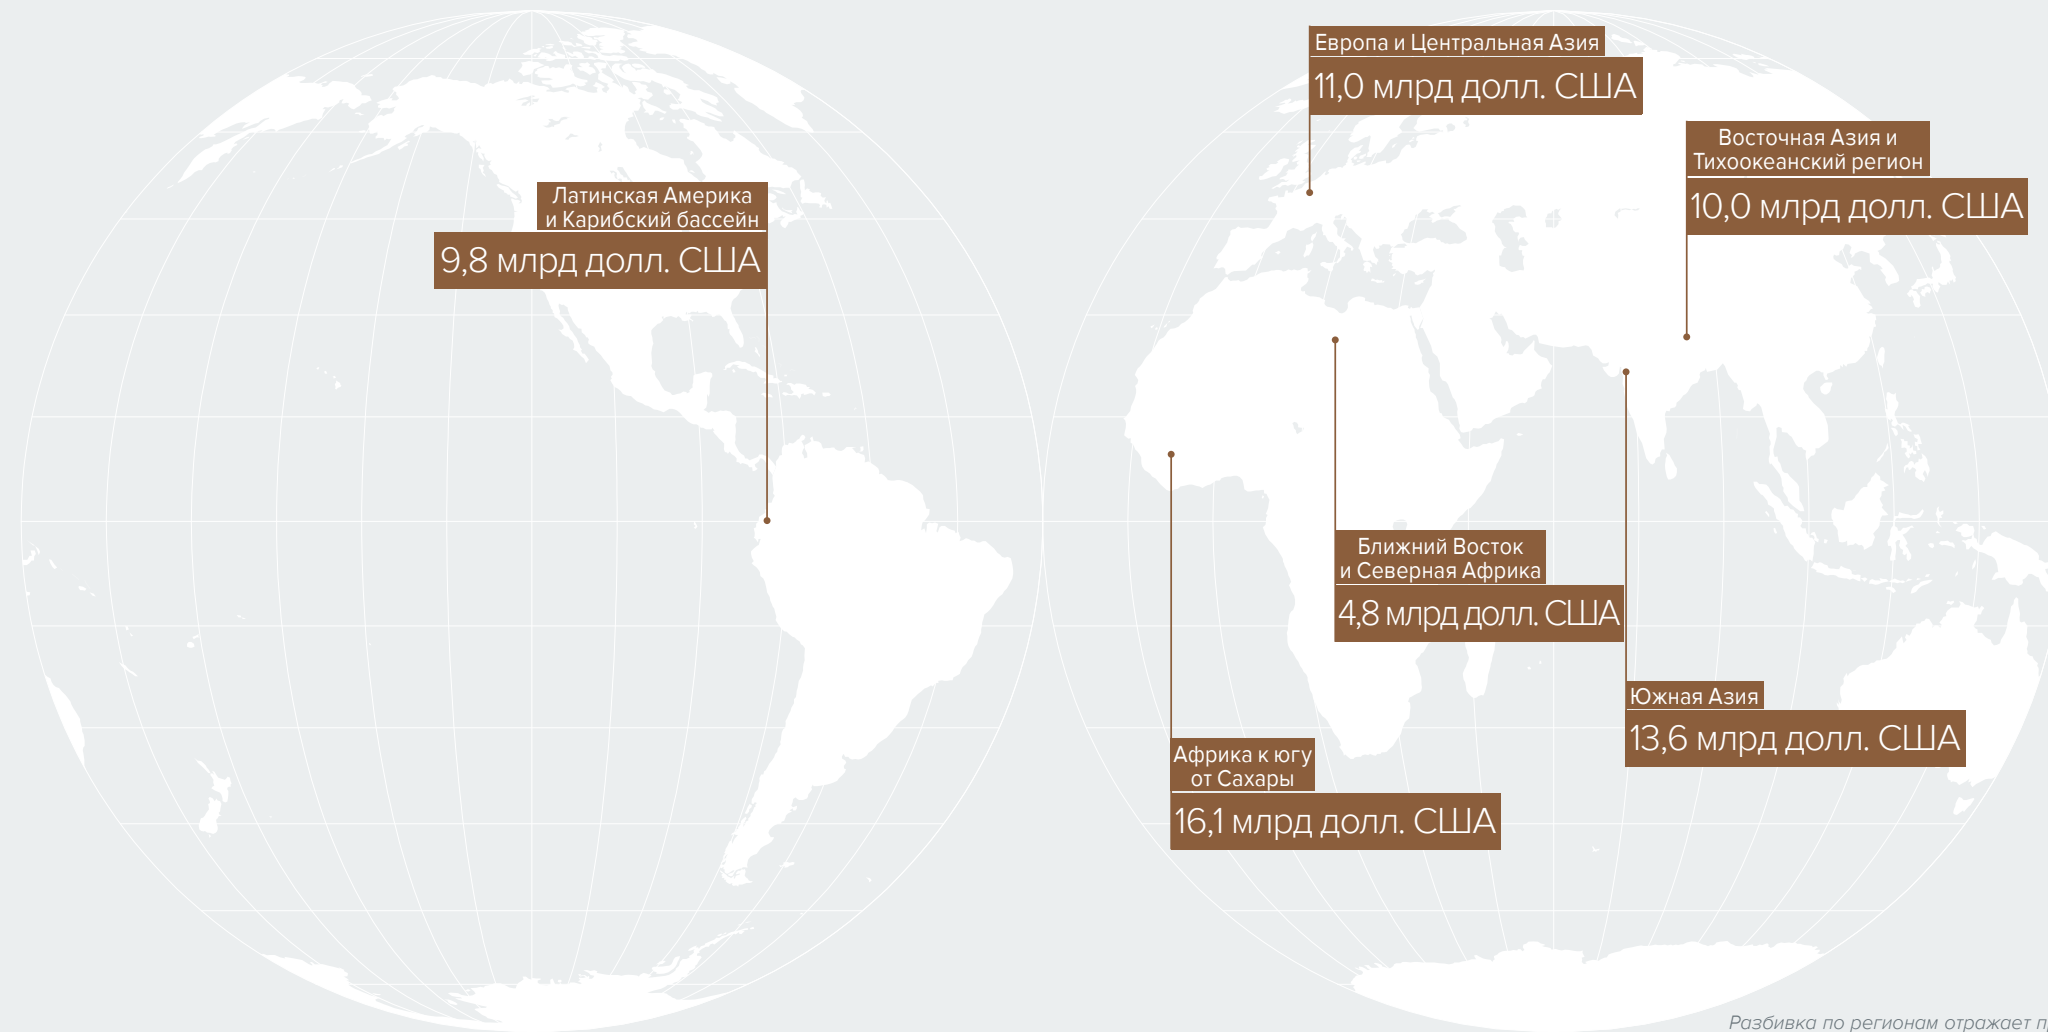 Европа и Центральная Азия
11,0 млрд долл. США
Восточная Азия и
Тихоокеанский регион
10,0 млрд долл. США
Латинская Америка
и Карибский бассейн
9,8 млрд долл. США
Ближний Восток
и Северная Африка
4,8 млрд долл. США
Южная Азия
13,6 млрд долл. США
Африка к югу
от Сахары
16,1 млрд долл. США
Разбивка по регионам отражает